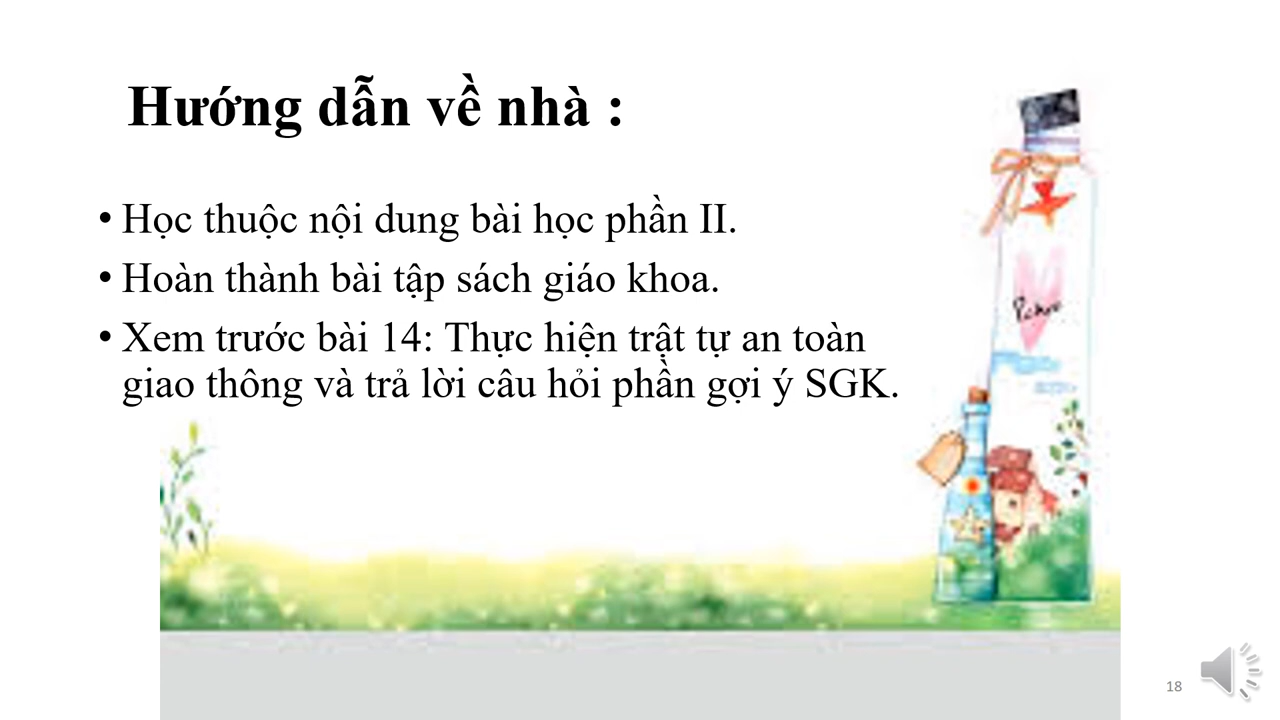 Hướng dẫn về nhà :
• Học thuộc nội dung bài học phần II.
• Hoàn thành bài tập sách giáo khoa.
• Xem trước bài 14: Thực hiện trật tự an toàn
giao thông và trả lời câu hỏi phần gợi ý SGK.
18